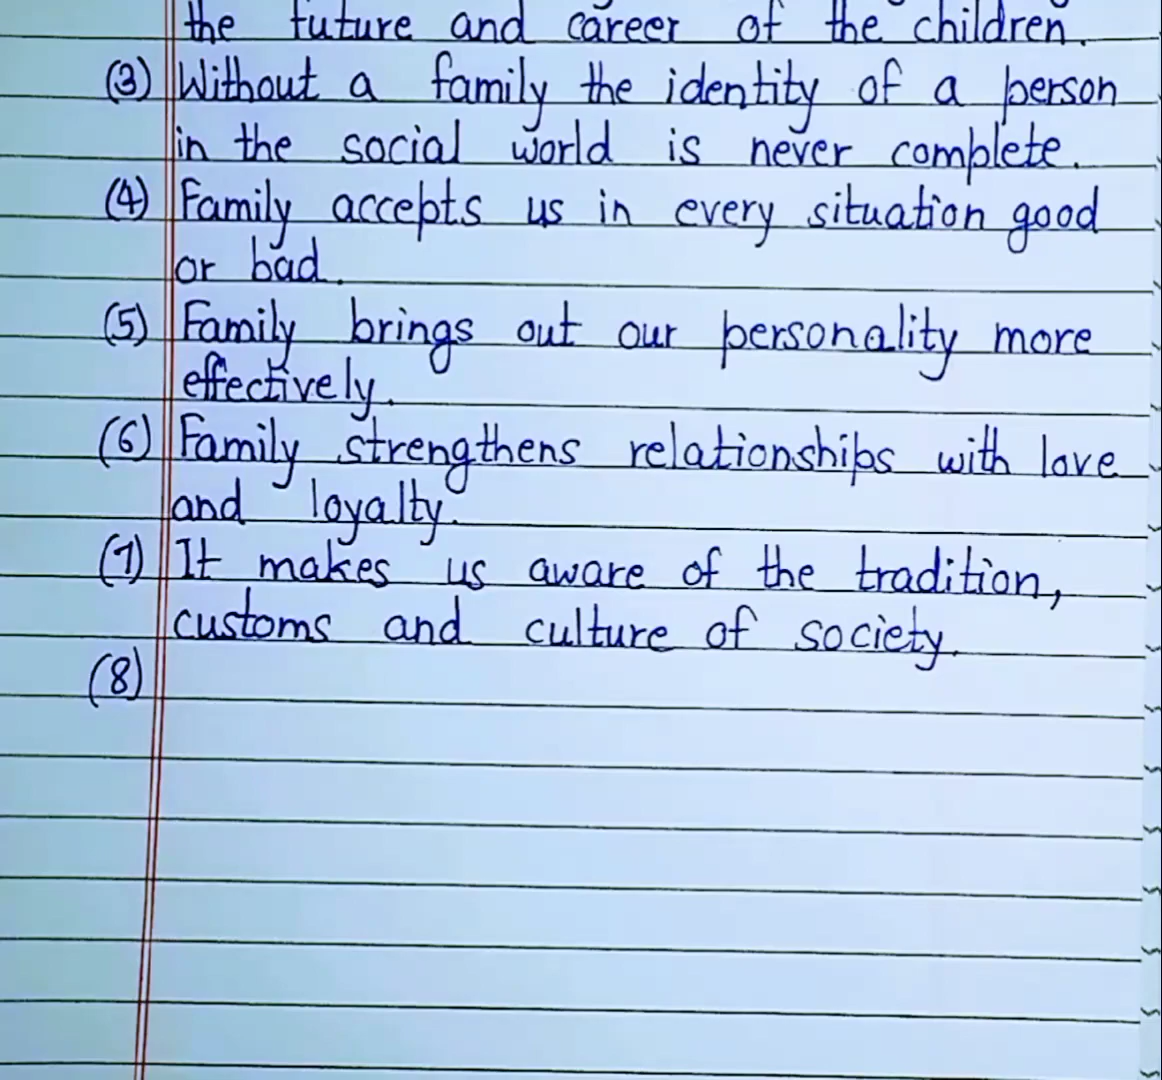 the future and career of the children.
(3) Without a family the identity of a person
in the social world is never complete.
(4) Family accepts us in every situation good
or bad.
(5) Family brings out our personality more
effectively.
(6) Family strengthens relationships with love
and loyalty.
(7) It makes us aware of the tradition,
customs and culture of society.
(8)